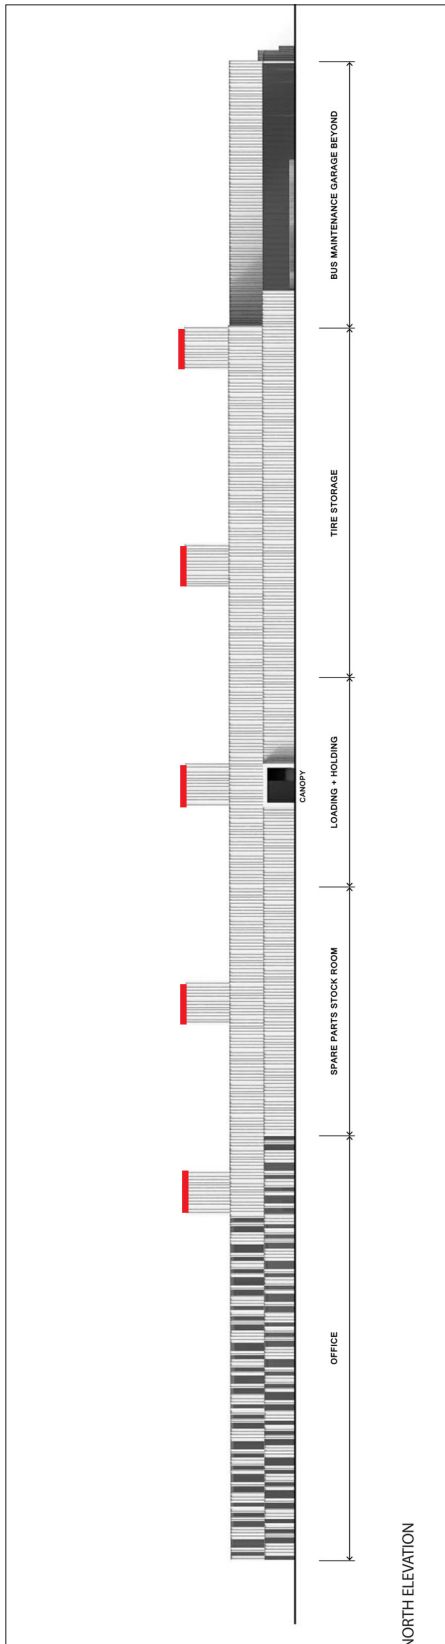 OFFICE
SPARE PARTS STOCK ROOM
LOADING + HOLDING
TIRE STORAGE
BUS MAINTENANCE GARAGE BEYOND
CANOPY
NORTH ELEVATION